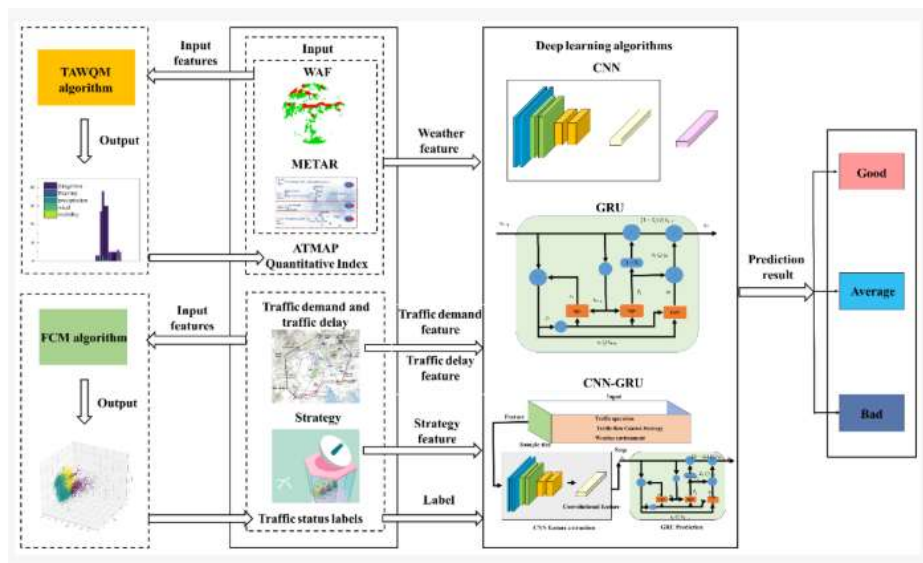 TAWQM
algorithm
Output
FCM algorithm
Output
Input
features
Input
features
Input
WAF
METAR
ATMAP
Quantitative Index
Traffic demand and
traffic delay
Strategy
Traffic status labels
Weather
feature
Traffic demand
feature
Traffic delay
feature
Strategy
feature
Label
Deep learning algorithms
CNN
GRU
CNN-GRU
Input
Feature
Traffic operation
Traffic flow Control Strategy
Weather environment
Sample size
Convolutional feature
CNN feature extraction
GRU Prediction
Prediction
result
Good
Average
Bad